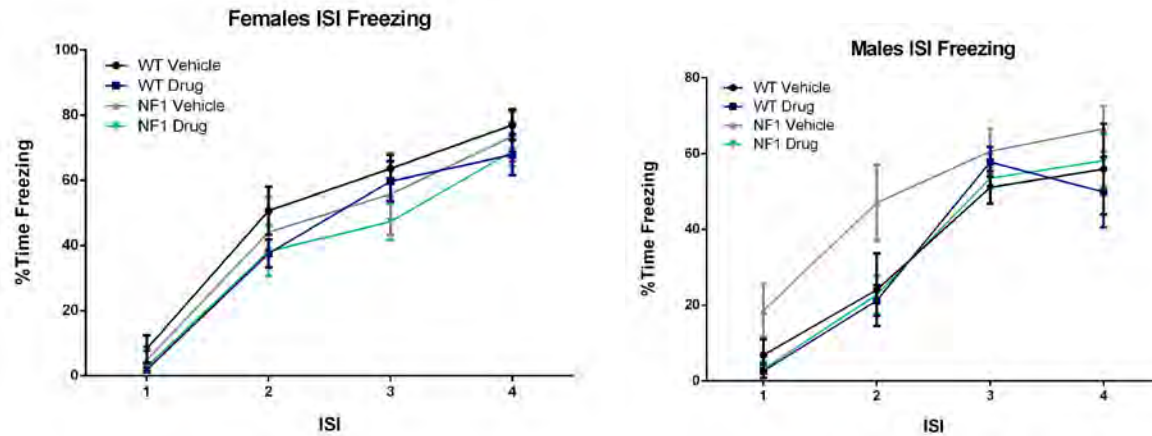 Females ISI Freezing
100
80
60
40
20
0
%Time Freezing
WT Vehicle
WT Drug
NF1 Vehicle
NF1 Drug
1 2 3 4
ISI
Males ISI Freezing
80
60
40
20
0
%Time Freezing
WT Vehicle
WT Drug
NF1 Vehicle
NF1 Drug
1 2 3 4
ISI